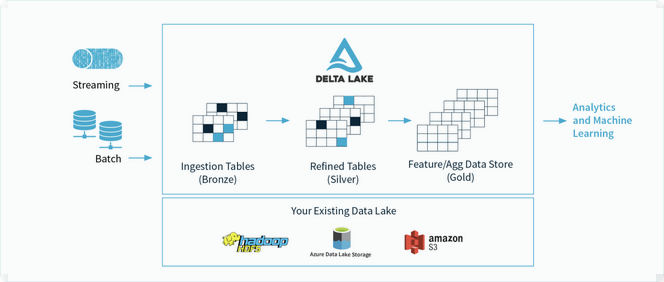 DELTA LAKE
Streaming
Batch
Ingestion Tables
(Bronze)
Refined Tables
(Silver)
Feature/Agg Data Store
(Gold)
Analytics
and Machine
Learning
Your Existing Data Lake
hadoop
HDFS
Azure Data Lake Storage
amazon
S3